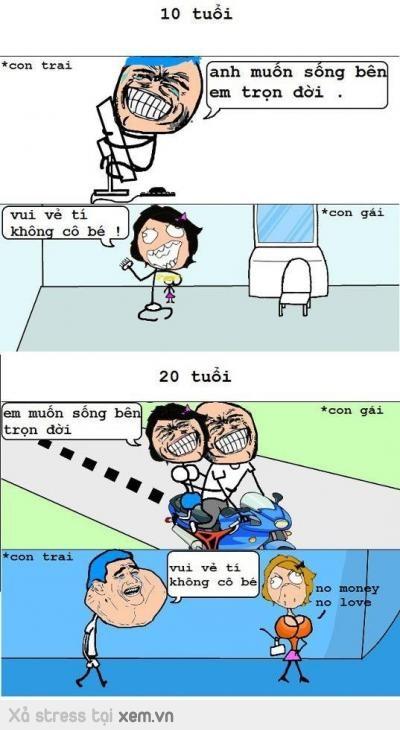 10 tuổi
*con trai
anh muốn sống bên
em trọn đời .
vui vẻ tí
không cô bé !
*con gái
20 tuổi
em muốn sống bên
trọn đời
*con gái
*con trai
vui vẻ tí
không cô bé
no money
no love
Xả stress tại xem.vn